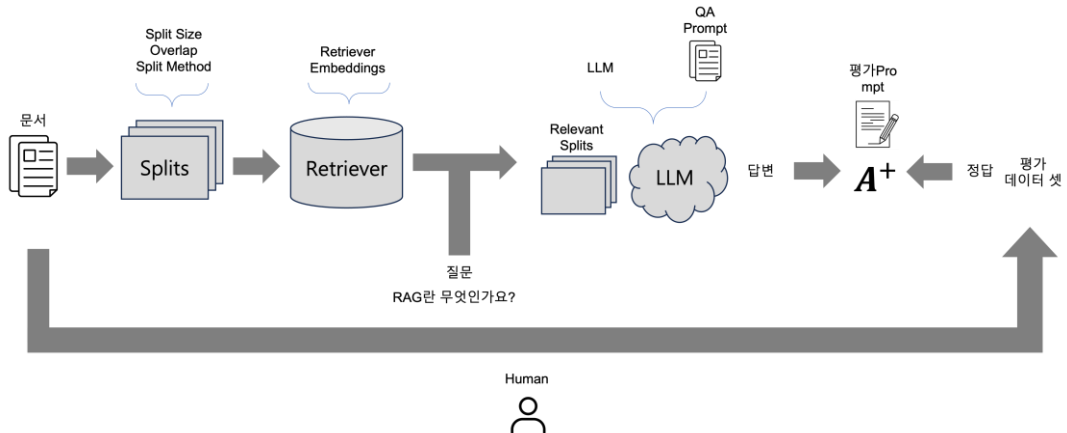 Split Size
Overlap
Split Method
Retriever
Embeddings
QA
Prompt
LLM
평가Pro
mpt
문서
Splits
Retriever
Relevant
Splits
LLM
답변
A+
정답
평가
데이터 셋
질문
RAG란 무엇인가요?
Human